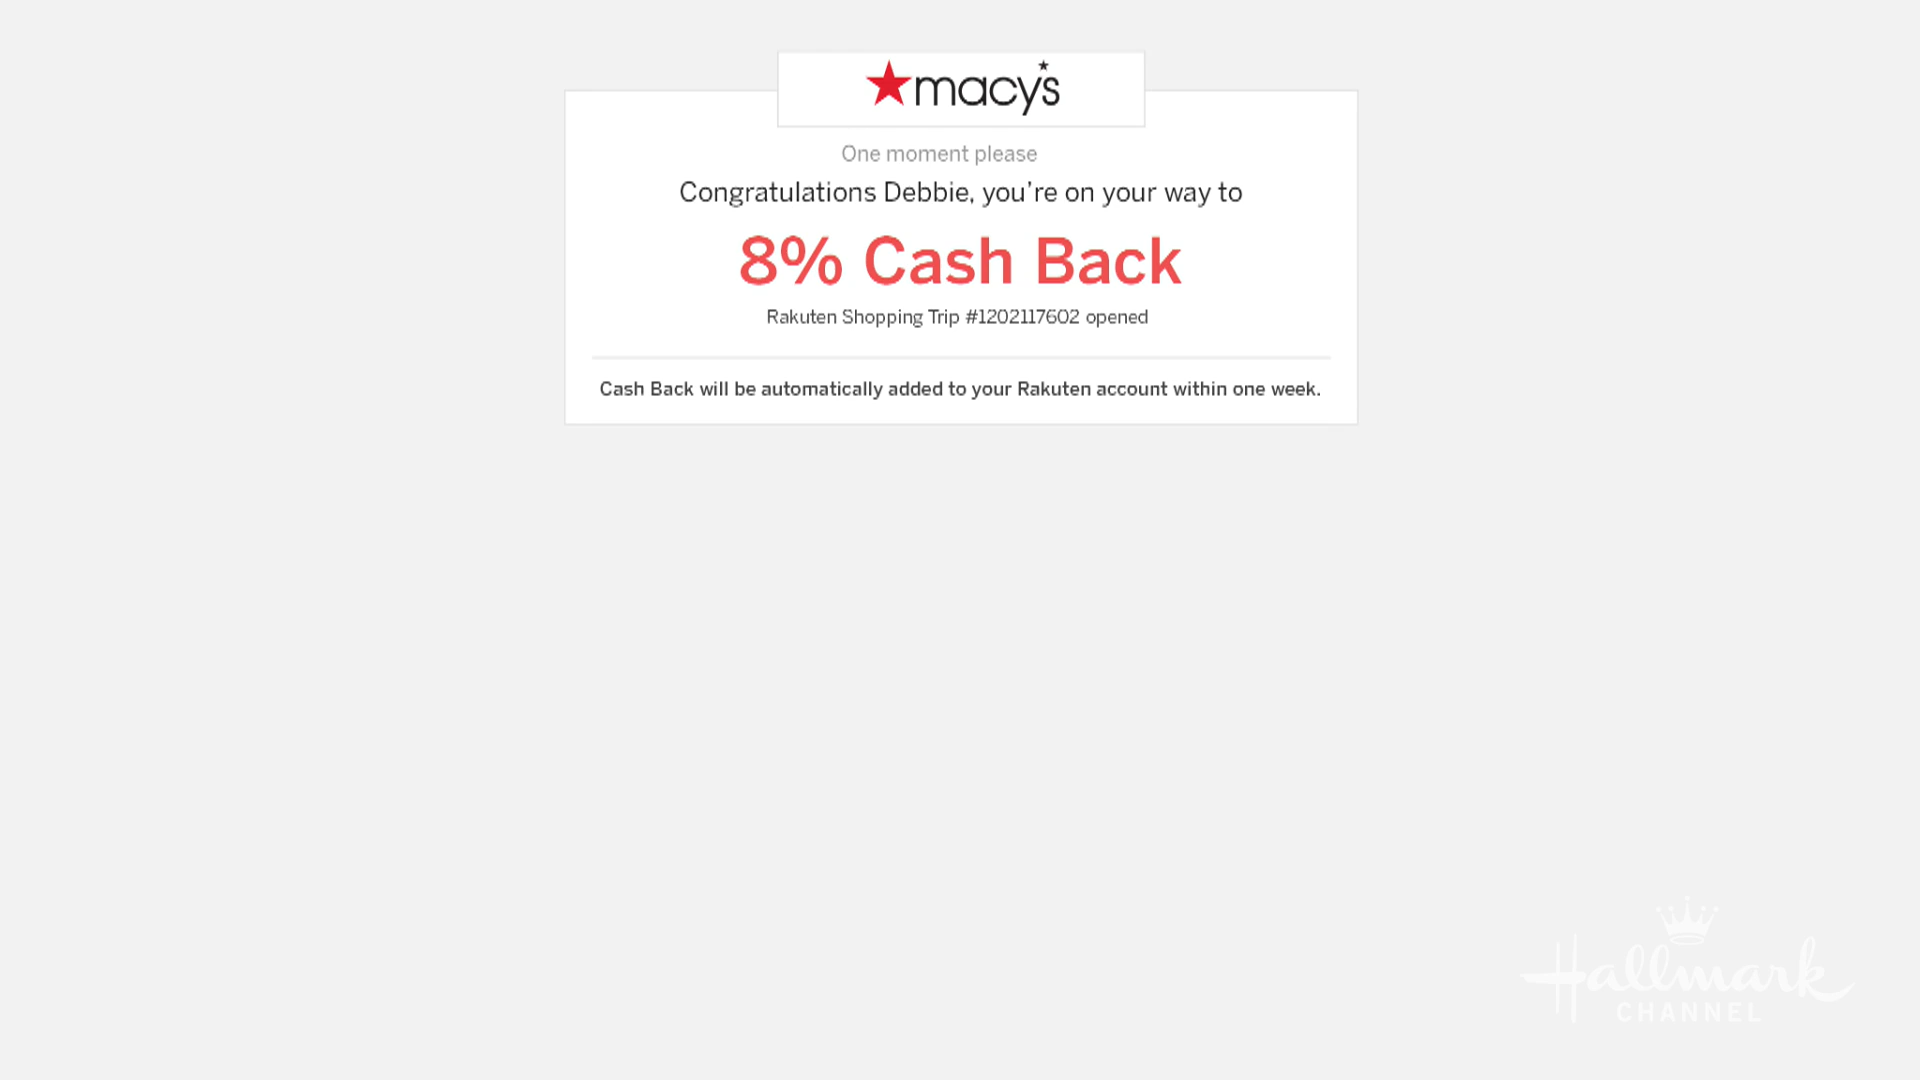 macy's
One moment please
Congratulations Debbie, you're on your way to
8% Cash Back
Rakuten Shopping Trip #1202117602 opened
Cash Back will be automatically added to your Rakuten account within one week.
Hallmark
CHANNEL